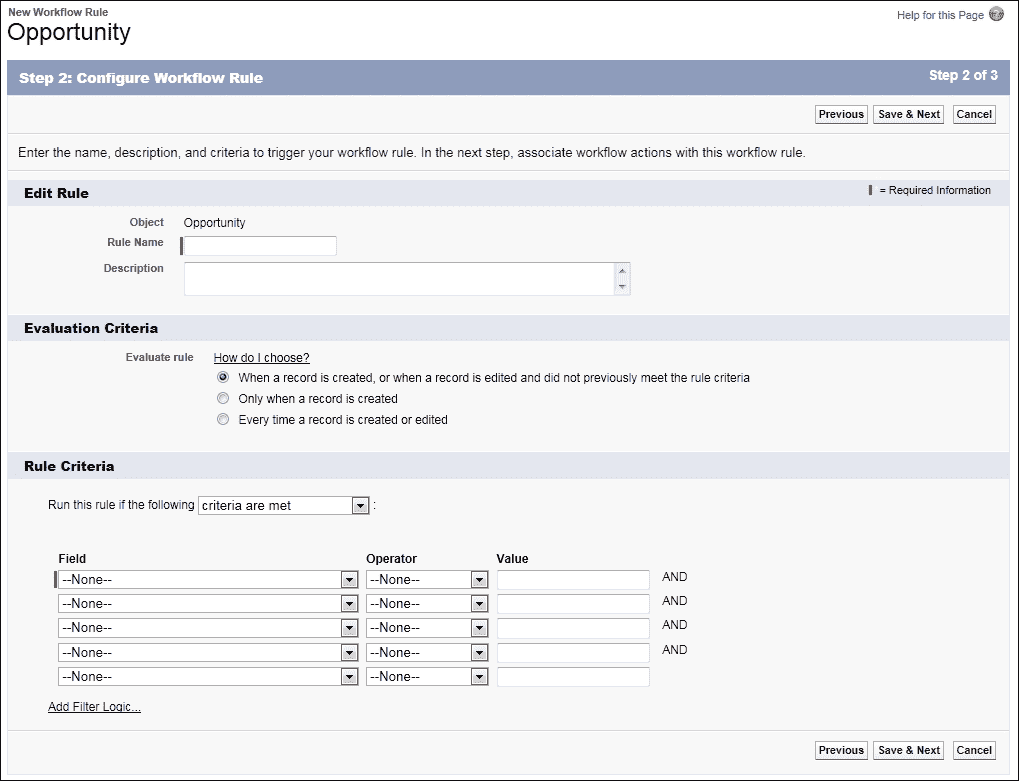 New Workflow Rule
Help for this Page
Opportunity
Step 2: Configure Workflow Rule
Step 2 of 3
Previous Save & Next Cancel
Enter the name, description, and criteria to trigger your workflow rule. In the next step, associate workflow actions with this workflow rule.
Edit Rule
= Required Information
Object Opportunity
Rule Name
Description
Evaluation Criteria
Evaluate rule How do I choose?
When a record is created, or when a record is edited and did not previously meet the rule criteria
Only when a record is created
Every time a record is created or edited
Rule Criteria
Run this rule if the following criteria are met :
Field Operator Value
--None-- --None-- AND
--None-- --None-- AND
--None-- --None-- AND
--None-- --None-- AND
--None-- --None--
Add Filter Logic...
Previous Save & Next Cancel